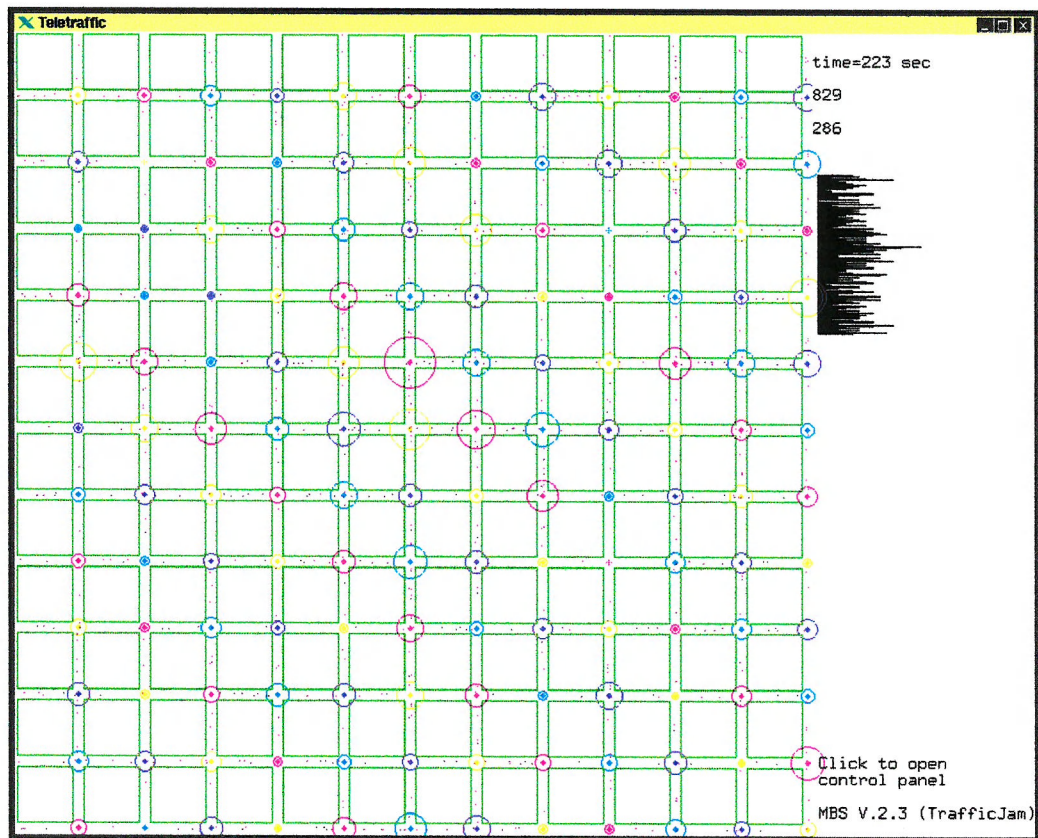 Teletraffic
time=223 sec
829
286
Click to open
control panel
MBS V.2.3 (TrafficJam)